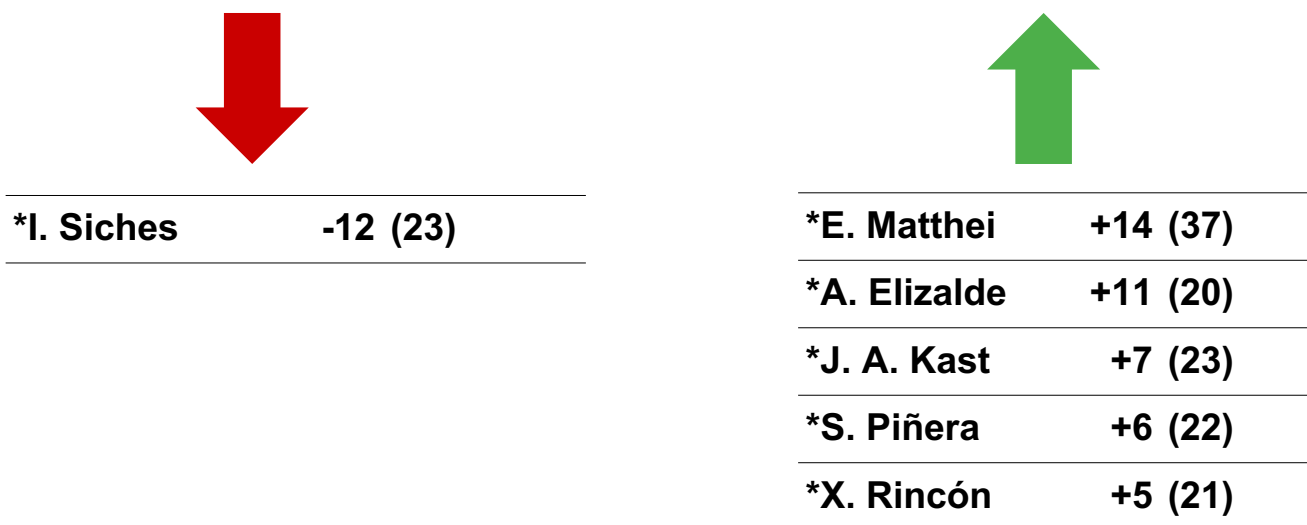 *I. Siches -12 (23)
*E. Matthei +14 (37)
*A. Elizalde +11 (20)
*J. A. Kast +7 (23)
*S. Piñera +6 (22)
*X. Rincón +5 (21)